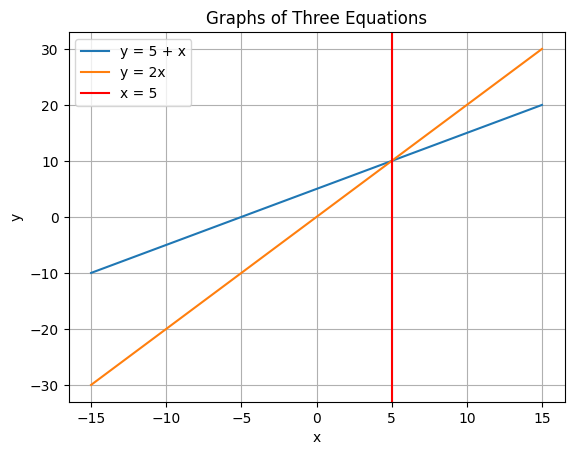 Graphs of Three Equations
y = 5 + x
y = 2x
x = 5
30
20
10
0
−10
−20
−30
y
−15
−10
−5
0
5
10
15
x